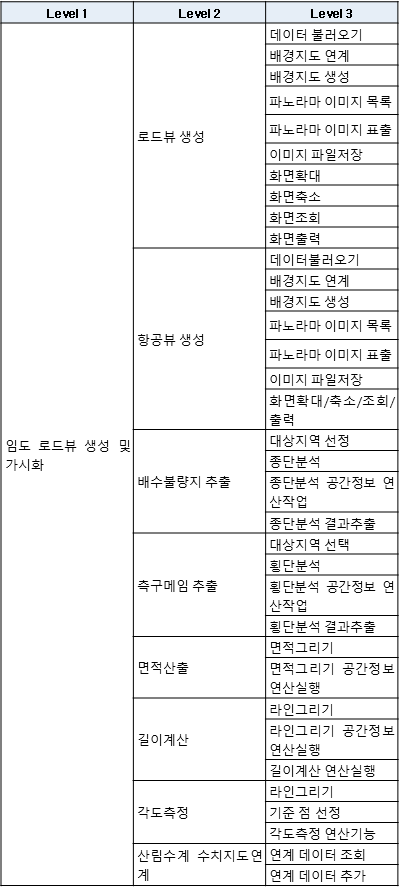 Level 1 Level 2 Level 3
임도 로드뷰 생성 및
가시화
로드뷰 생성
데이터 불러오기
배경지도 연계
배경지도 생성
파노라마 이미지 목록
파노라마 이미지 표출
이미지 파일저장
화면확대
화면축소
화면조회
화면출력
항공뷰 생성
데이터불러오기
배경지도 연계
배경지도 생성
파노라마 이미지 목록
파노라마 이미지 표출
이미지 파일저장
화면확대/축소/조회/
출력
배수불량지 추출
대상지역 선정
종단분석
종단분석 공간정보 연
산작업
종단분석 결과추출
측구메임 추출
대상지역 선택
횡단분석
횡단분석 공간정보 연
산작업
횡단분석 결과추출
면적산출
면적그리기
면적그리기 공간정보
연산실행
길이계산
라인그리기
라인그리기 공간정보
연산실행
길이계산 연산실행
각도측정
라인그리기
기준 점 선정
각도측정 연산기능
산림수계 수치지도연
계
연계 데이터 조회
연계 데이터 추가